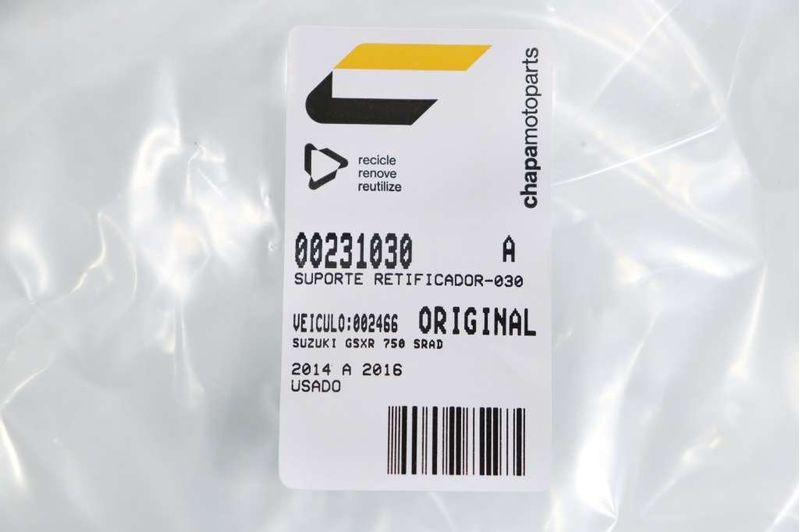 chapamotoparts
recicle
renove
reutilize
00231030 A
SUPORTE RETIFICADOR-030
VEICULO:002466 ORIGINAL
SUZUKI GSXR 750 SRAD
2014 A 2016
USADO